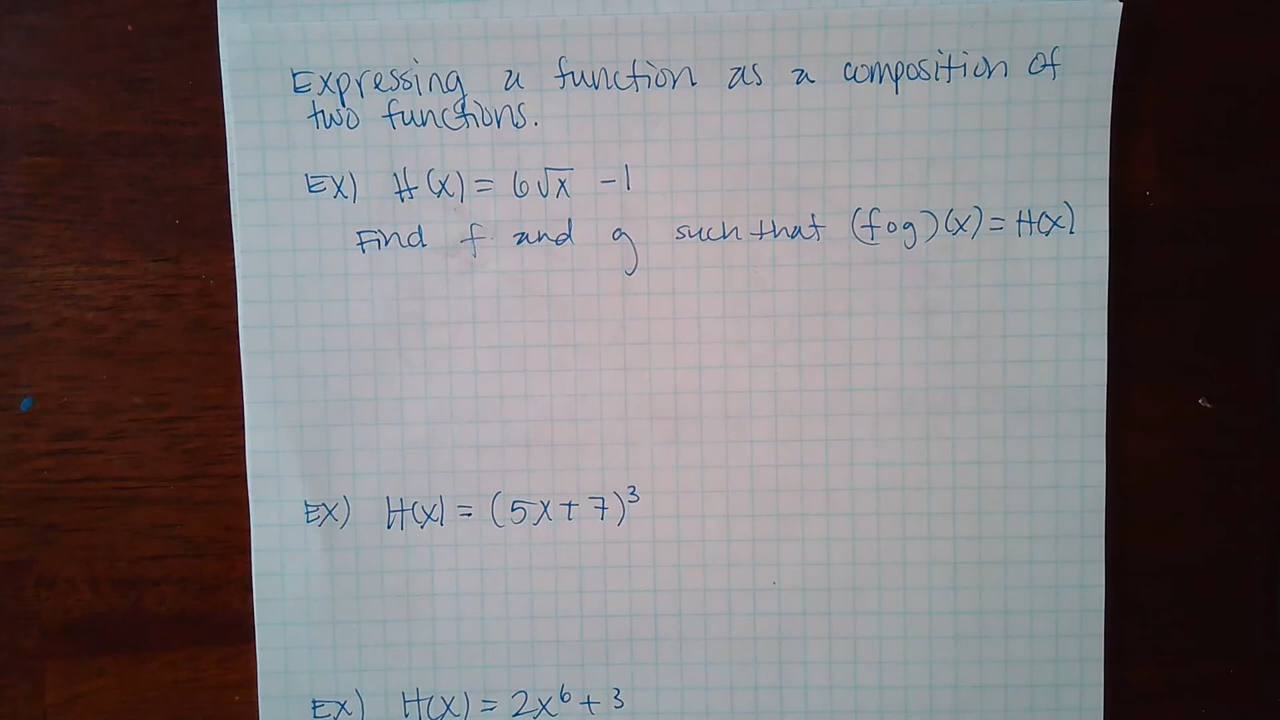 Expressing a function as a composition of
two functions.
EX) H(x) = 6√x - 1
Find f and g such that (fog)(x) = H(x)
EX) H(x) = (5x + 7)³
EX) H(x) = 2x⁶ + 3